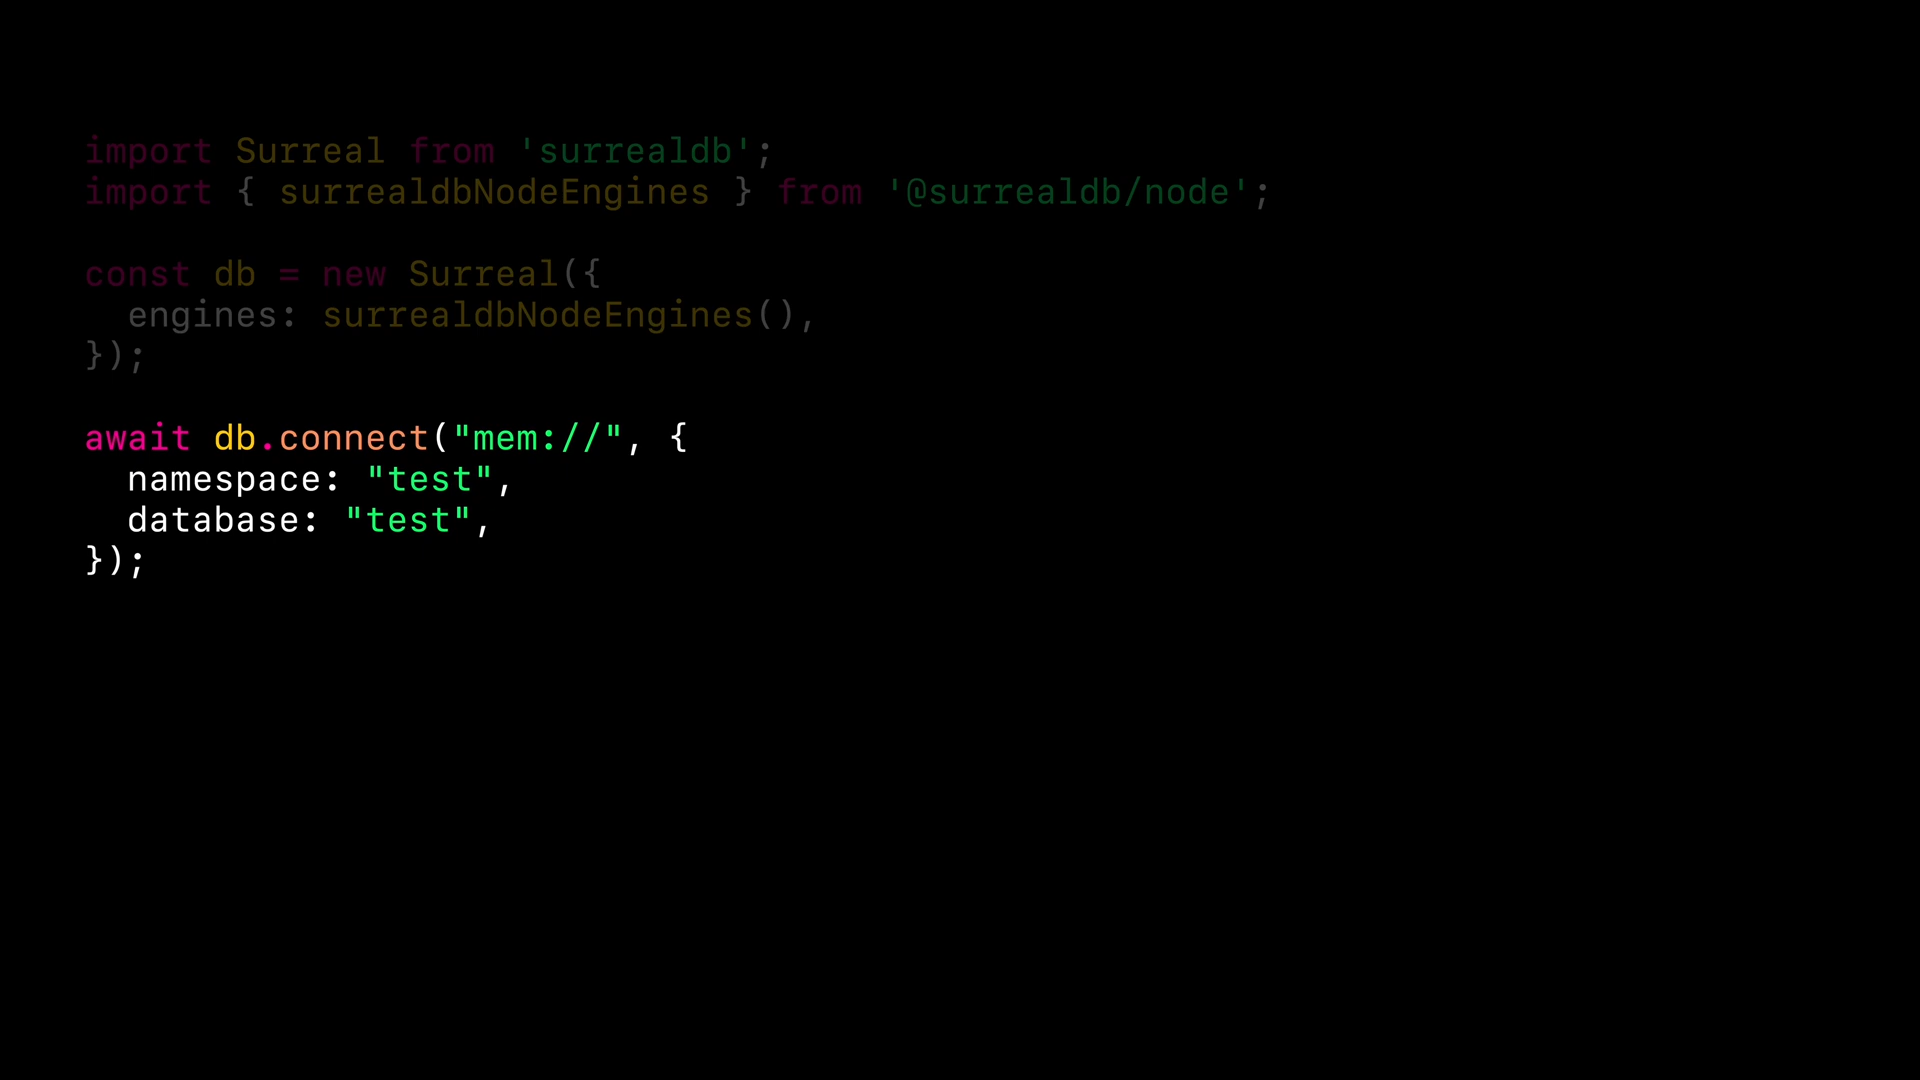 import Surreal from 'surrealdb';
import { surrealdbNodeEngines } from '@surrealdb/node';
const db = new Surreal({
  engines: surrealdbNodeEngines(),
});
await db.connect("mem://", {
  namespace: "test",
  database: "test",
});